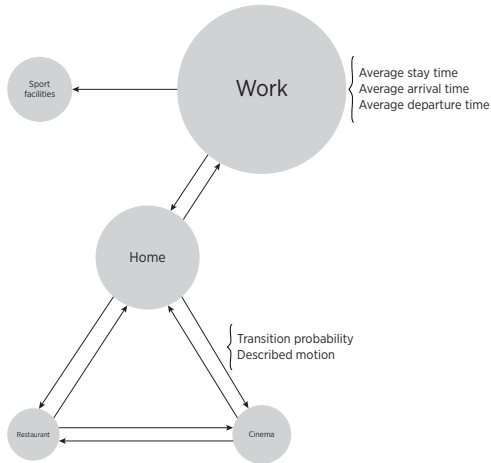 Sport
facilities
Work
Average stay time
Average arrival time
Average departure time
Home
Transition probability
Described motion
Restaurant
Cinema